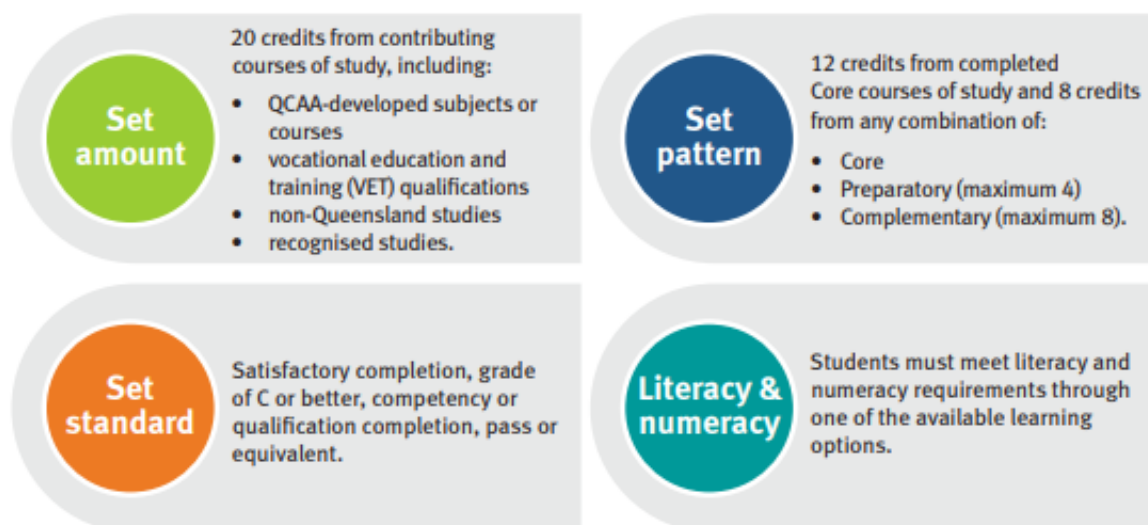 Set
amount
20 credits from contributing
courses of study, including:
• QCAA-developed subjects or
courses
• vocational education and
training (VET) qualifications
• non-Queensland studies
• recognised studies.
Set
pattern
12 credits from completed
Core courses of study and 8 credits
from any combination of:
• Core
• Preparatory (maximum 4)
• Complementary (maximum 8).
Set
standard
Satisfactory completion, grade
of C or better, competency or
qualification completion, pass or
equivalent.
Literacy &
numeracy
Students must meet literacy and
numeracy requirements through
one of the available learning
options.